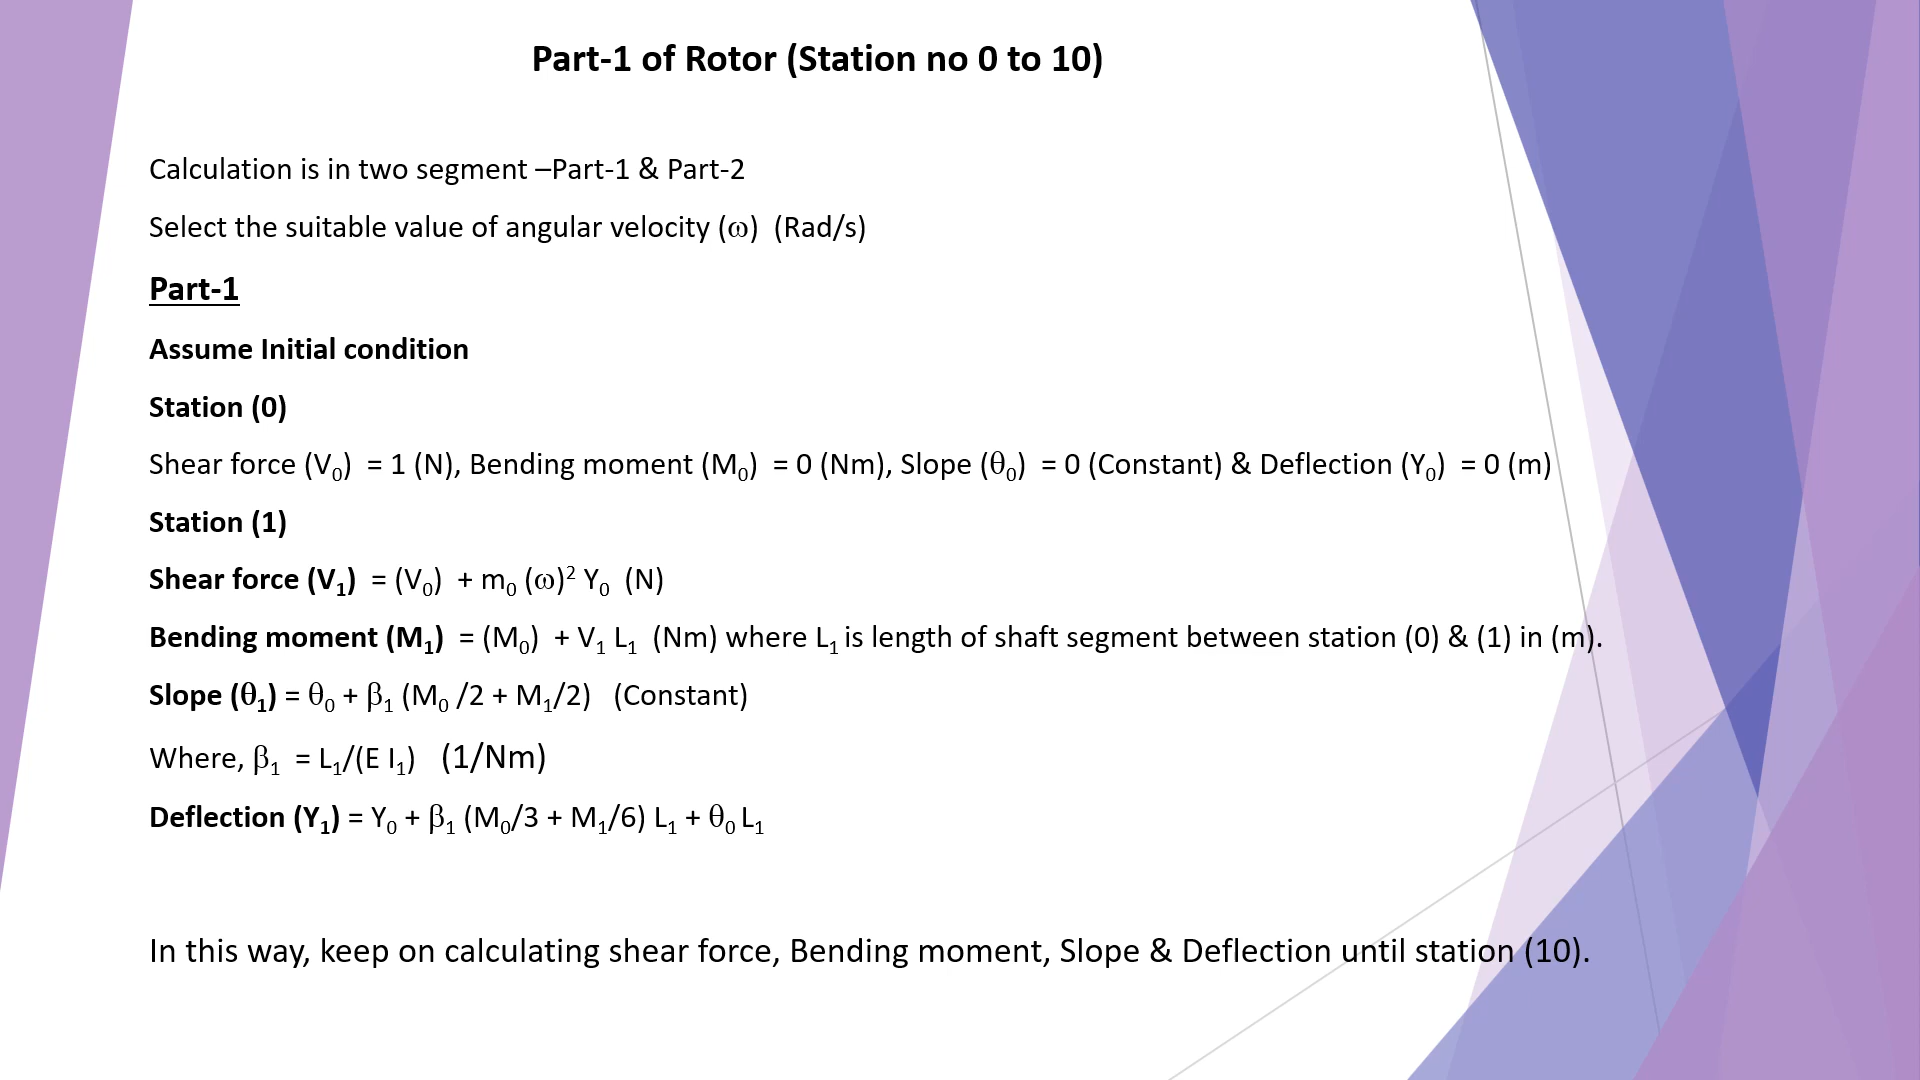 Part-1 of Rotor (Station no 0 to 10)
Calculation is in two segment –Part-1 & Part-2
Select the suitable value of angular velocity (ω) (Rad/s)
Part-1
Assume Initial condition
Station (0)
Shear force (V₀) = 1 (N), Bending moment (M₀) = 0 (Nm), Slope (θ₀) = 0 (Constant) & Deflection (Y₀) = 0 (m)
Station (1)
Shear force (V₁) = (V₀) + m₀ (ω)² Y₀ (N)
Bending moment (M₁) = (M₀) + V₁ L₁ (Nm) where L₁ is length of shaft segment between station (0) & (1) in (m).
Slope (θ₁) = θ₀ + β₁ (M₀ /2 + M₁/2) (Constant)
Where, β₁ = L₁/(E I₁) (1/Nm)
Deflection (Y₁) = Y₀ + β₁ (M₀/3 + M₁/6) L₁ + θ₀ L₁
In this way, keep on calculating shear force, Bending moment, Slope & Deflection until station (10).